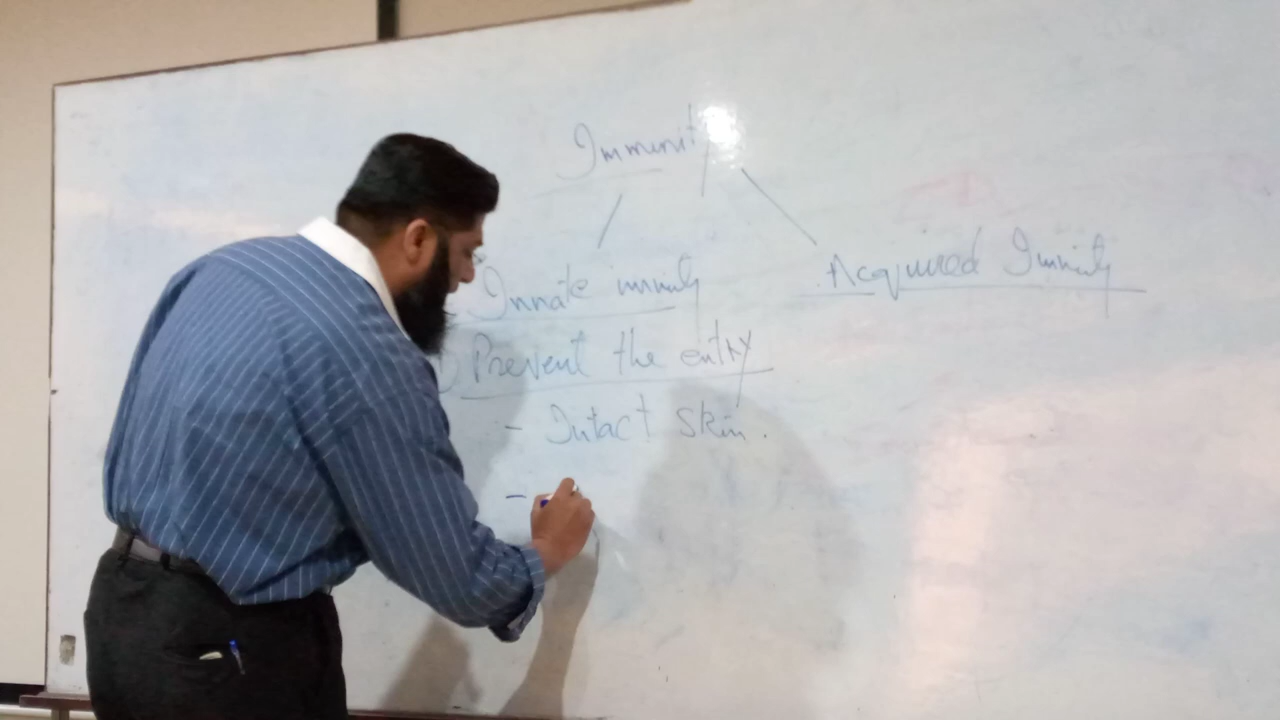 Immunity
Innate immunity
Acquired Immunity
Prevent the entry
- Intact Skin.
-